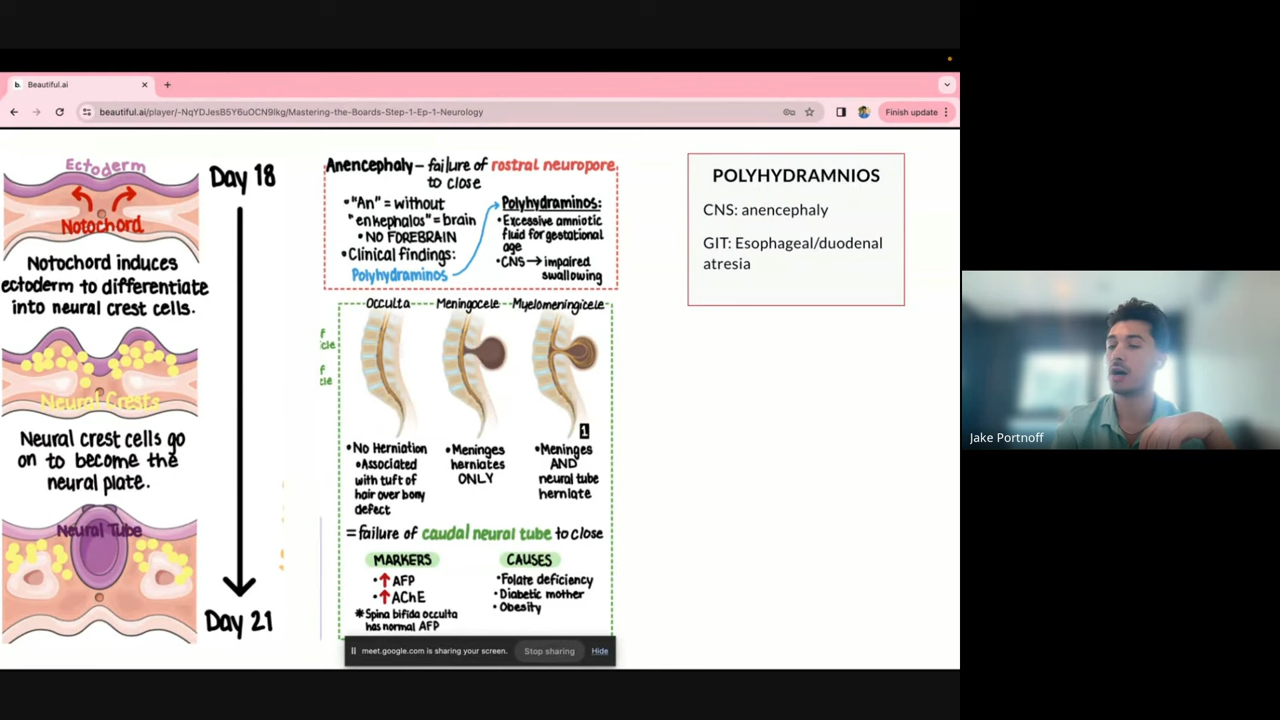 b. Beautiful.ai
beautiful.ai/player/-NqYDJesB5Y6uOCN9lkg/Mastering-the-Boards-Step-1-Ep-1-Neurology
Finish update
Ectoderm
Notochord
Day 18
Notochord induces
ectoderm to differentiate
into neural crest cells.
Neural Crests
Neural crest cells go
on to become the
neural plate.
Neural Tube
Day 21
Anencephaly – failure of rostral neuropore
to close
•"An" = without
"enkephalos" = brain
•NO FOREBRAIN
•Clinical findings:
Polyhydraminos
Polyhydraminos:
•Excessive amniotic
fluid for gestational
age
•CNS → impaired
swallowing
Occulta
Meningocele
Myelomeningicele
f
cle
f
cle
1
•No Herniation
•Associated
with tuft of
hair over bony
defect
•Meninges
herniates
ONLY
•Meninges
AND
neural tube
herniate
=failure of caudal neural tube to close
MARKERS
•↑ AFP
•↑ AChE
*Spina bifida occulta
has normal AFP
CAUSES
•Folate deficiency
•Diabetic mother
•Obesity
POLYHYDRAMNIOS
CNS: anencephaly
GIT: Esophageal/duodenal
atresia
meet.google.com is sharing your screen.
Stop sharing
Hide
Jake Portnoff